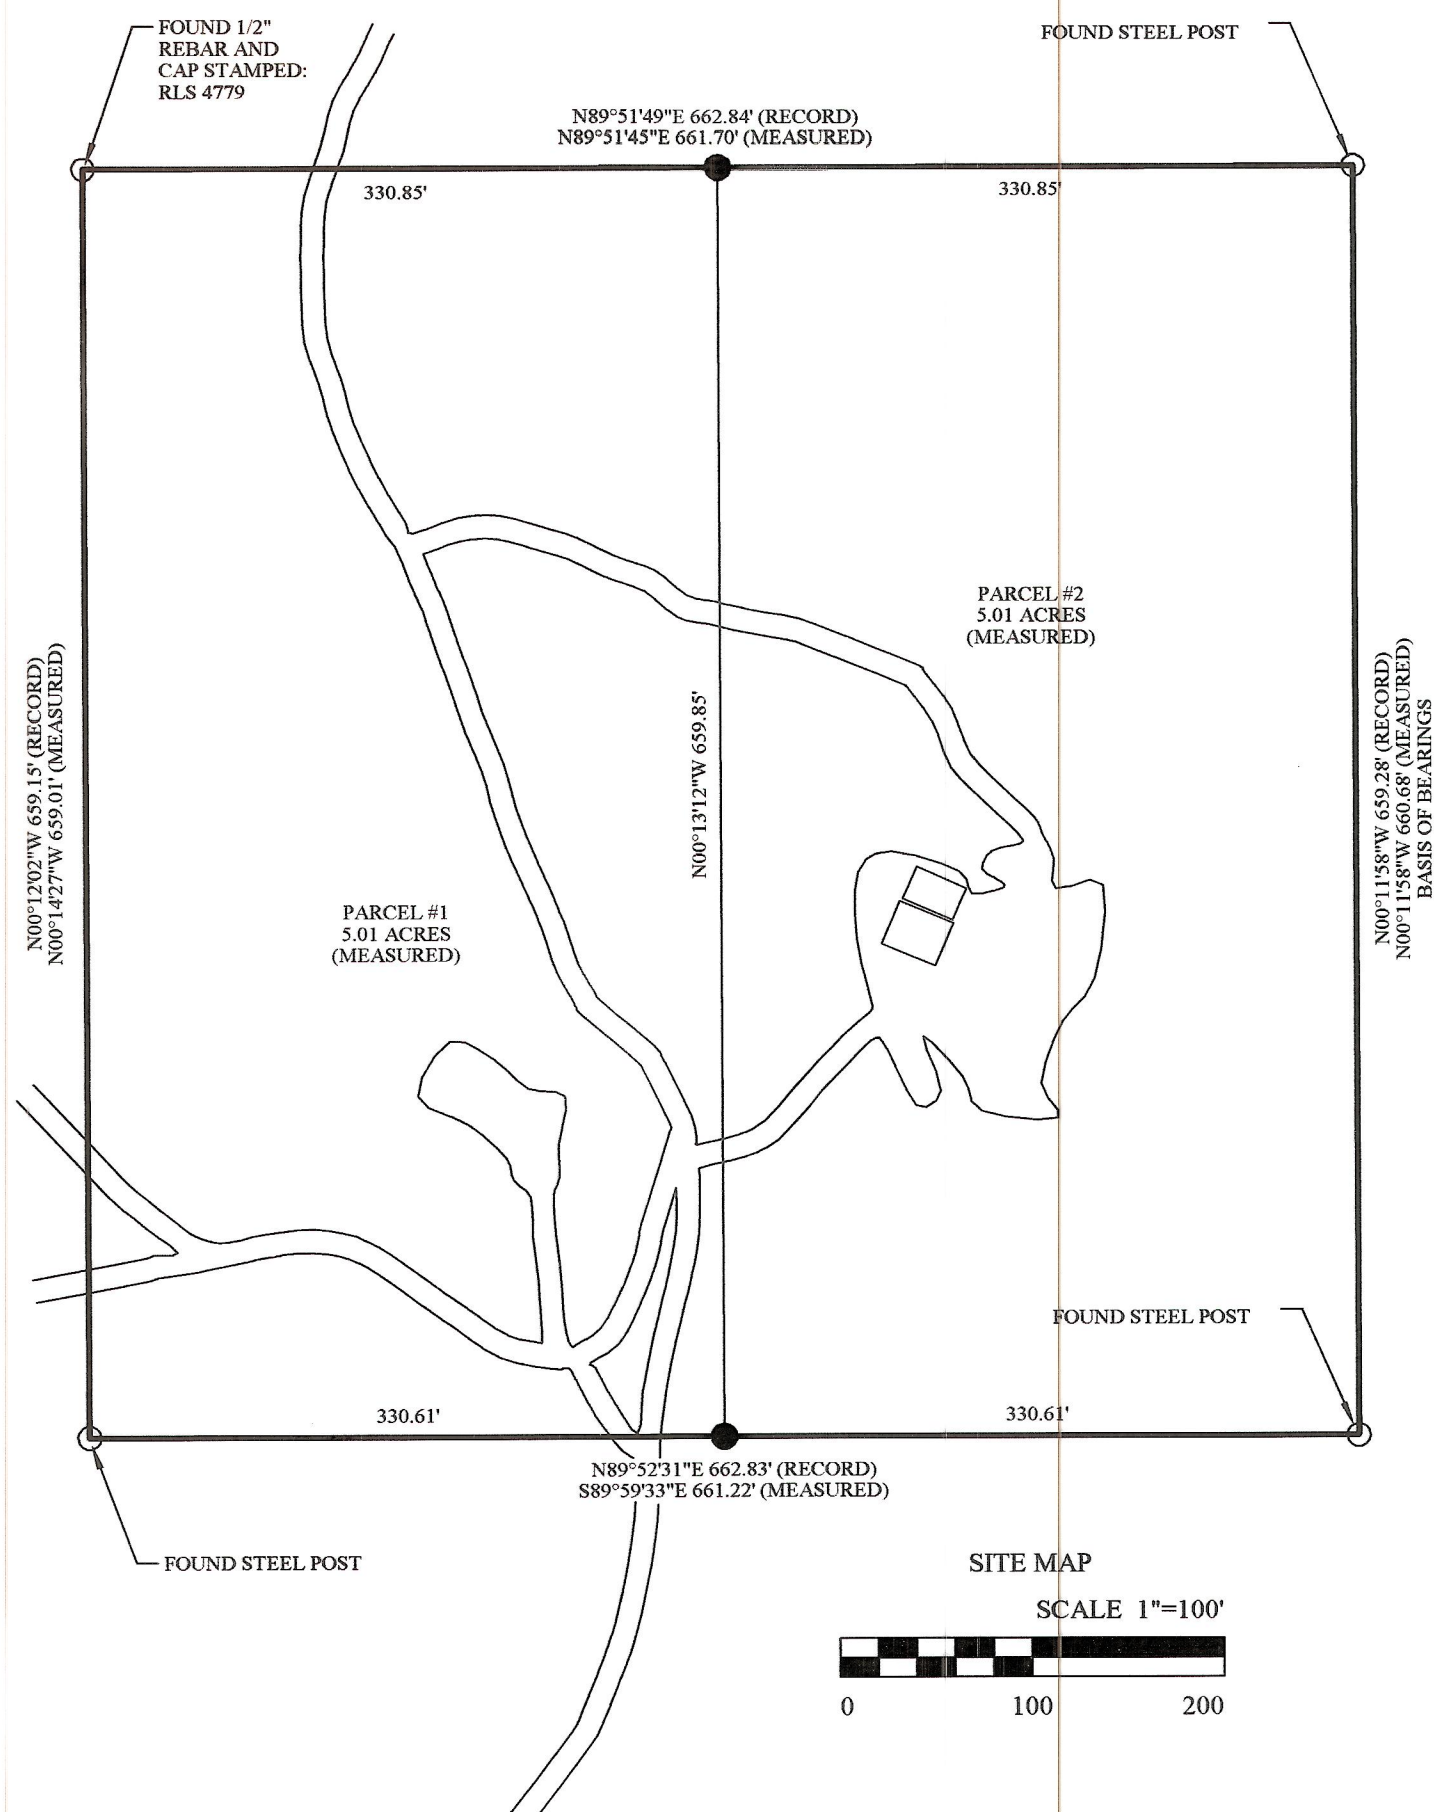 FOUND 1/2"
REBAR AND
CAP STAMPED:
RLS 4779
FOUND STEEL POST
N89°51'49"E 662.84' (RECORD)
N89°51'45"E 661.70' (MEASURED)
330.85'
330.85'
PARCEL #2
5.01 ACRES
(MEASURED)
N00°12'02"W 659.15' (RECORD)
N00°14'27"W 659.01' (MEASURED)
N00°13'12"W 659.85'
N00°11'58"W 659.28' (RECORD)
N00°11'58"W 660.68' (MEASURED)
BASIS OF BEARINGS
PARCEL #1
5.01 ACRES
(MEASURED)
FOUND STEEL POST
330.61'
330.61'
N89°52'31"E 662.83' (RECORD)
S89°59'33"E 661.22' (MEASURED)
FOUND STEEL POST
SITE MAP
SCALE 1"=100'
0 100 200